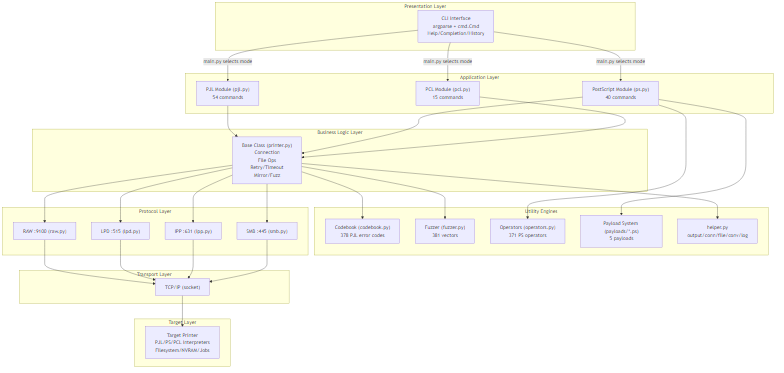 Presentation Layer
CLI Interface
argparse + cmd.Cmd
Help/Completion/History
main.py selects mode
main.py selects mode
main.py selects mode
Application Layer
PJL Module (pjl.py)
54 commands
PCL Module (pcl.py)
15 commands
PostScript Module (ps.py)
40 commands
Business Logic Layer
Base Class (printer.py)
Connection
File Ops
Retry/Timeout
Mirror/Fuzz
Protocol Layer
RAW :9100 (raw.py)
LPD :515 (lpd.py)
IPP :631 (ipp.py)
SMB :445 (smb.py)
Utility Engines
Codebook (codebook.py)
378 PJL error codes
Fuzzer (fuzzer.py)
381 vectors
Operators (operators.py)
371 PS operators
Payload System
(payloads/*.ps)
5 payloads
helper.py
output/conn/file/conv/log
Transport Layer
TCP/IP (socket)
Target Layer
Target Printer
PJL/PS/PCL Interpreters
Filesystem/NVRAM/Jobs